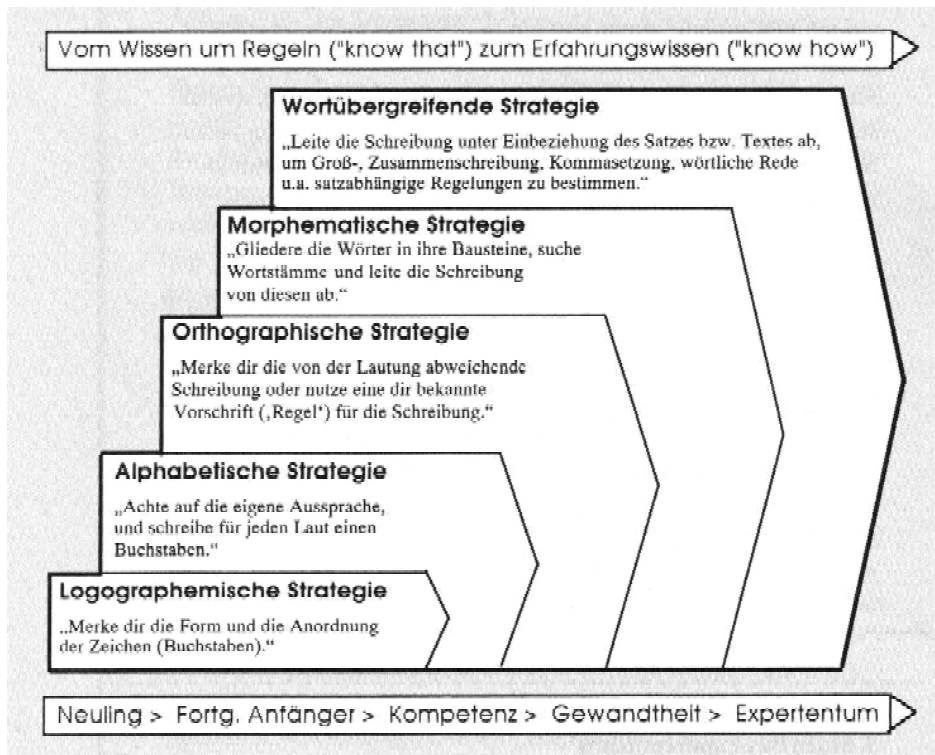 Vom Wissen um Regeln ("know that") zum Erfahrungswissen ("know how")
Wortübergreifende Strategie
„Leite die Schreibung unter Einbeziehung des Satzes bzw. Textes ab,
um Groß-, Zusammenschreibung, Kommasetzung, wörtliche Rede
u.a. satzabhängige Regelungen zu bestimmen.“
Morphematische Strategie
„Gliedere die Wörter in ihre Bausteine, suche
Wortstämme und leite die Schreibung
von diesen ab.“
Orthographische Strategie
„Merke dir die von der Lautung abweichende
Schreibung oder nutze eine dir bekannte
Vorschrift (‚Regel‘) für die Schreibung.“
Alphabetische Strategie
„Achte auf die eigene Aussprache,
und schreibe für jeden Laut einen
Buchstaben.“
Logographemische Strategie
„Merke dir die Form und die Anordnung
der Zeichen (Buchstaben).“
Neuling > Fortg. Anfänger > Kompetenz > Gewandtheit > Expertentum